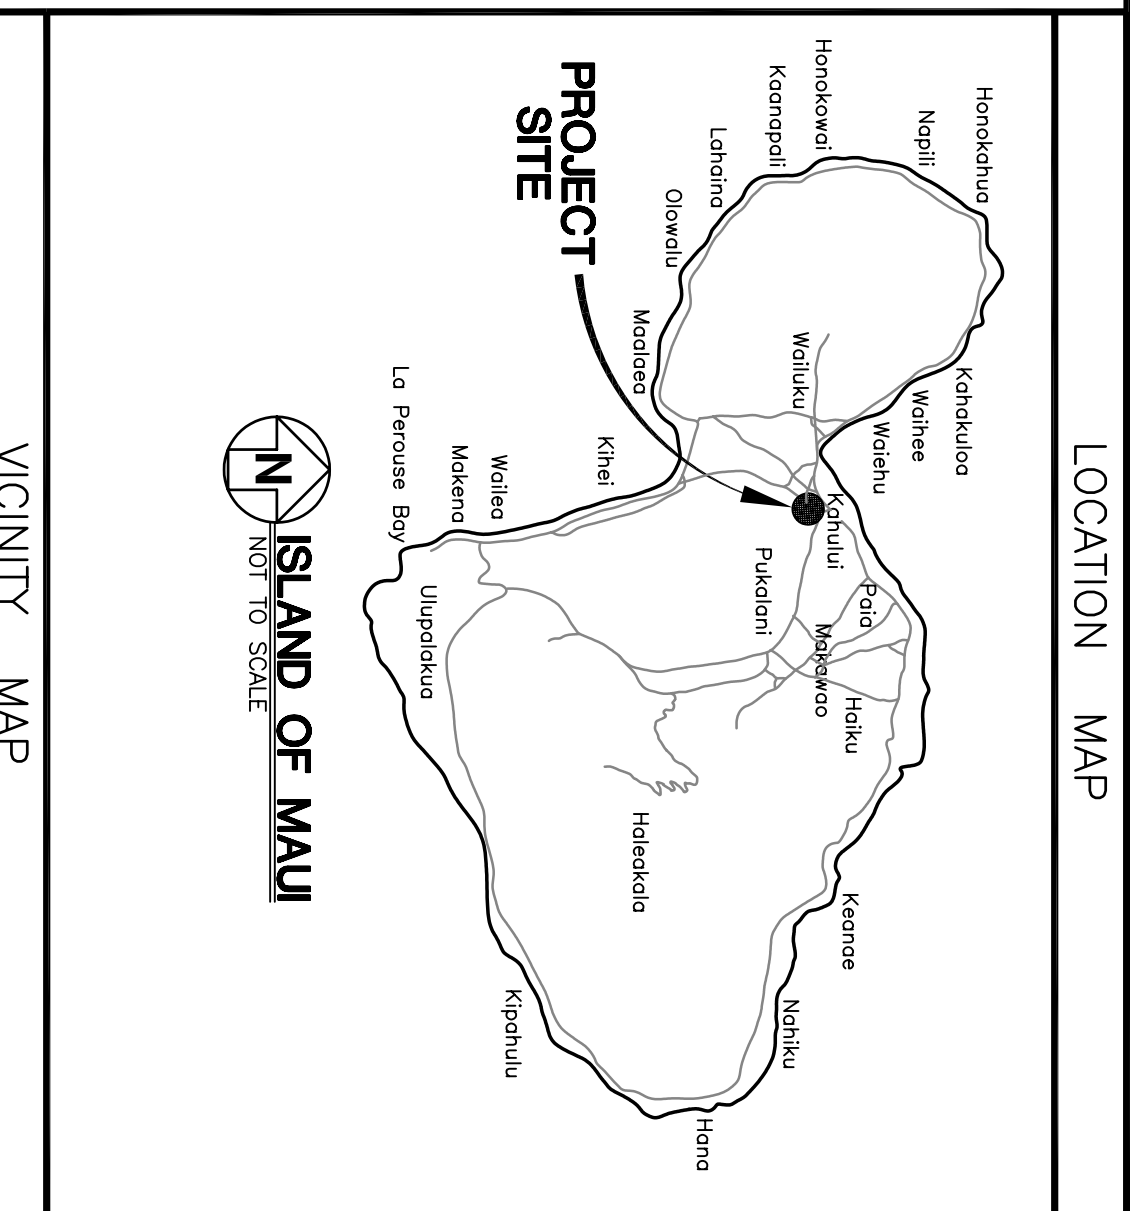 LOCATION MAP
Honokahua
Napili
Honokowai
Kaanapali
Lahaina
Olowalu
Maalaea
Wailuku
Kahakuloa
Waihee
Waiehu
Kahului
Paia
Pukalani
Makawao
Haiku
Keanae
Nahiku
Hana
Haleakala
Kipahulu
Kihei
Wailea
Makena
La Perouse Bay
Ulupalakua
PROJECT
SITE
N
ISLAND OF MAUI
NOT TO SCALE
VICINITY MAP